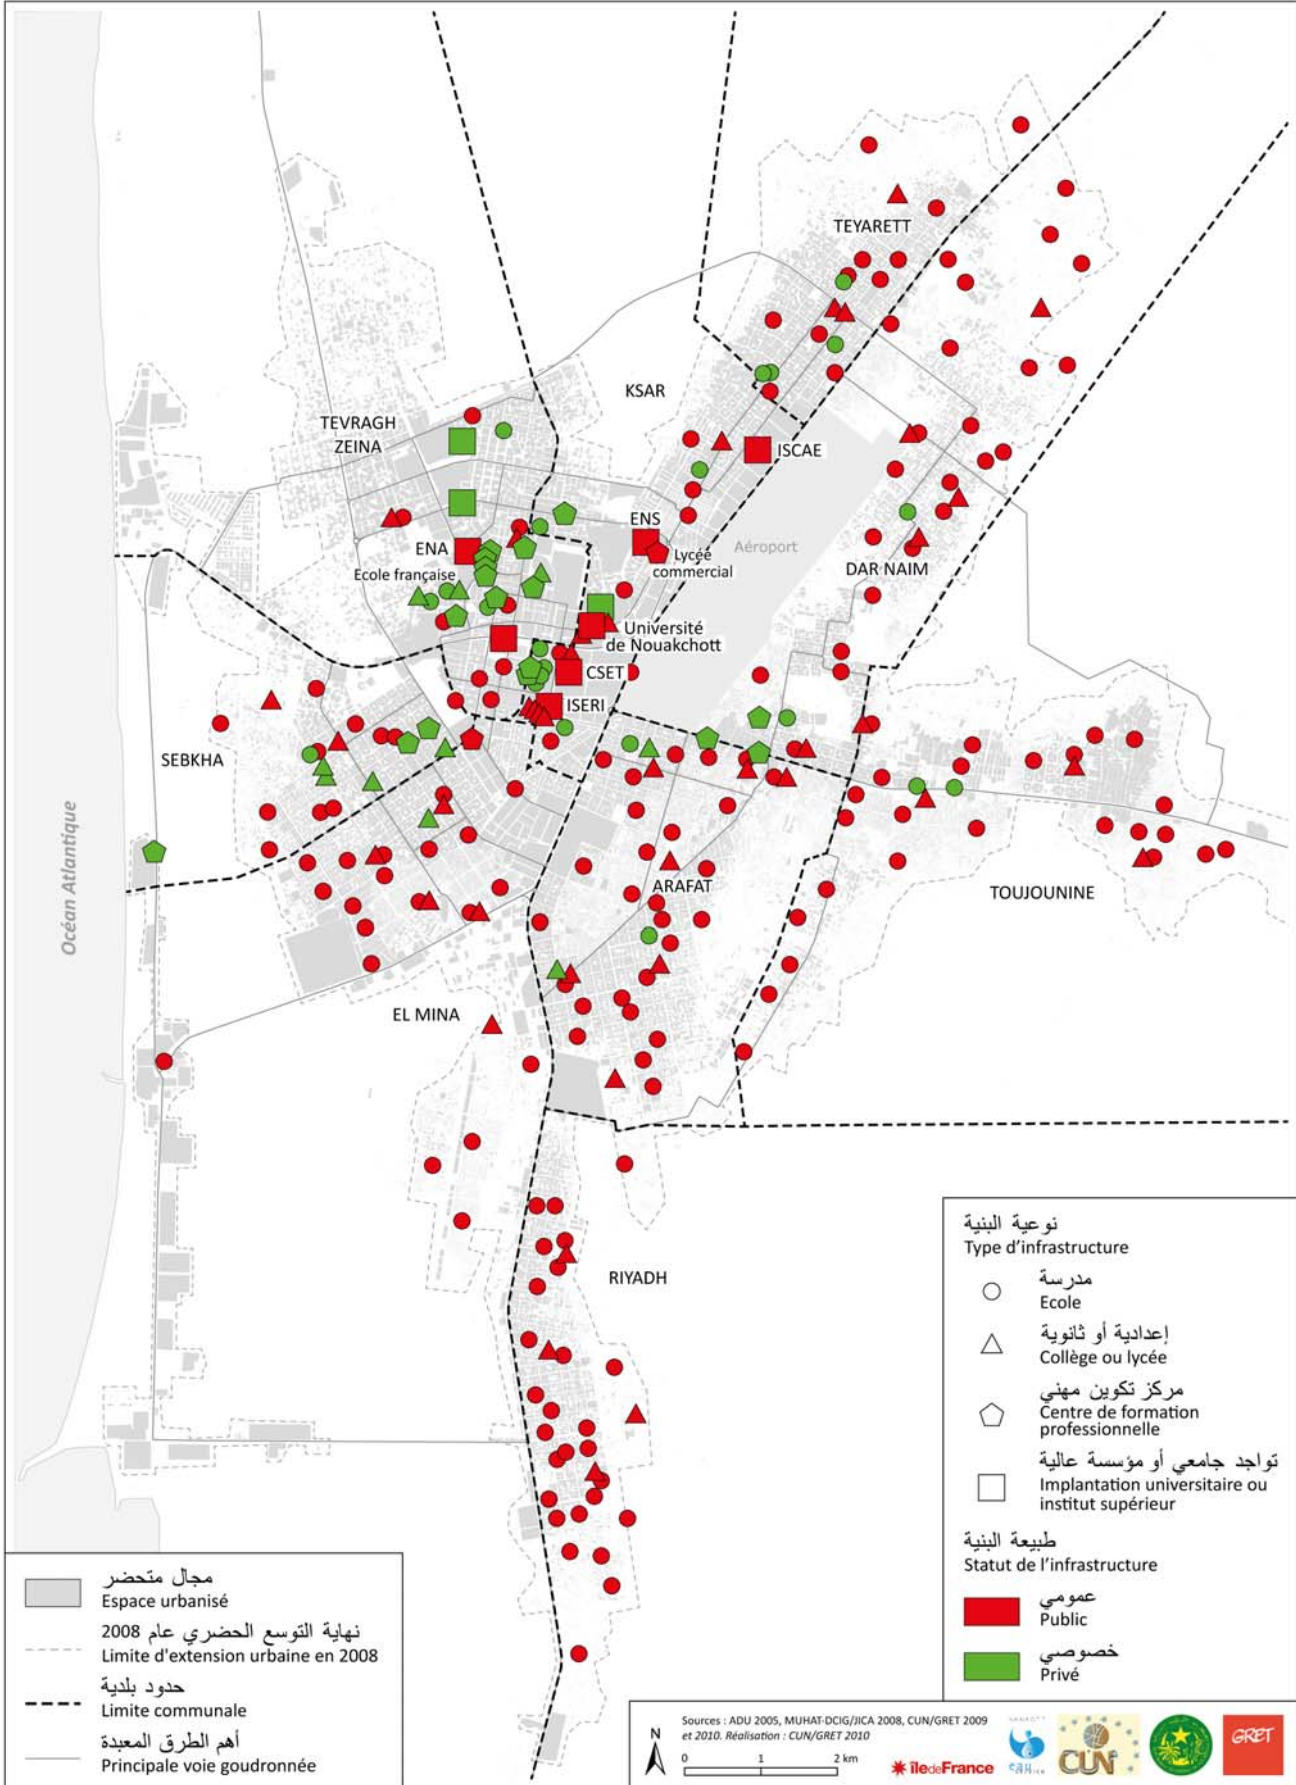 TEYARETT
KSAR
TEVRAGH
ZEINA
ISCAE
ENS
Lycée
commercial
Aéroport
ENA
Ecole française
DAR NAIM
Université
de Nouakchott
CSET
ISERI
SEBKHA
Océan Atlantique
ARAFAT
TOUJOUNINE
EL MINA
RIYADH
نوعية البنية
Type d'infrastructure
مدرسة
Ecole
إعدادية أو ثانوية
Collège ou lycée
مركز تكوين مهني
Centre de formation
professionnelle
تواجد جامعي أو مؤسسة عالية
Implantation universitaire ou
institut supérieur
طبيعة البنية
Statut de l'infrastructure
عمومي
Public
خصوصي
Privé
مجال متحضر
Espace urbanisé
نهاية التوسع الحضري عام 2008
Limite d'extension urbaine en 2008
حدود بلدية
Limite communale
أهم الطرق المعبدة
Principale voie goudronnée
N
Sources : ADU 2005, MUHAT-DCIG/JICA 2008, CUN/GRET 2009
et 2010. Réalisation : CUN/GRET 2010
0 1 2 km
îledeFrance
CUN
GRET